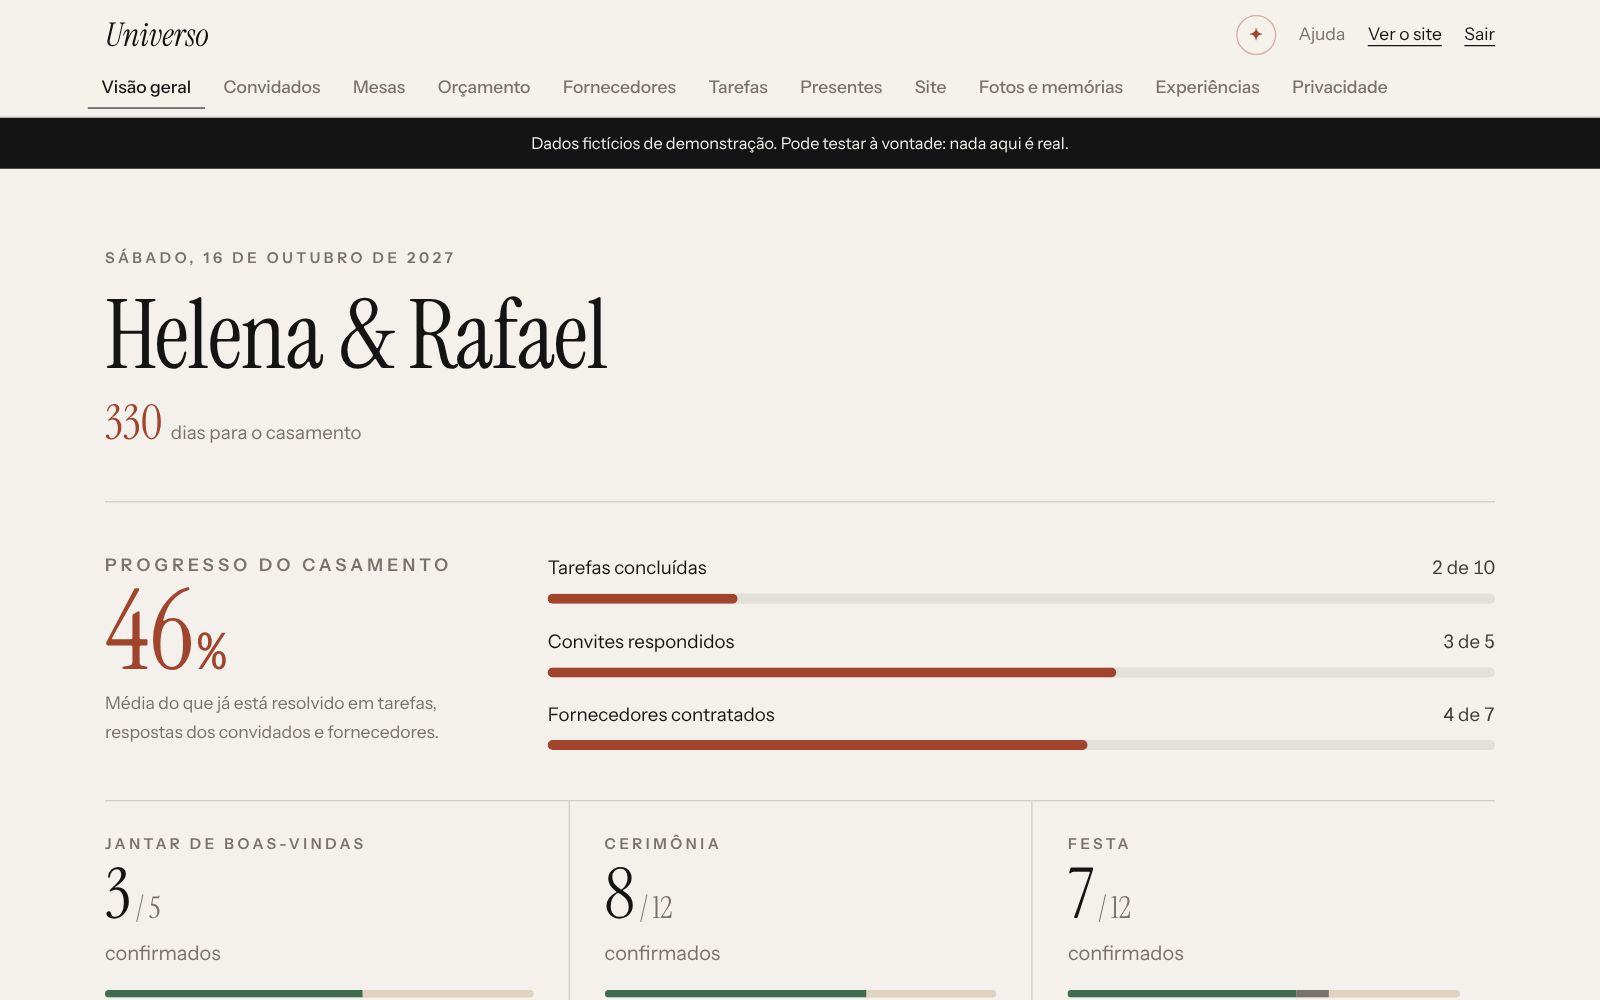 Universo
Ajuda
Ver o site
Sair
Visão geral
Convidados
Mesas
Orçamento
Fornecedores
Tarefas
Presentes
Site
Fotos e memórias
Experiências
Privacidade
Dados fictícios de demonstração. Pode testar à vontade: nada aqui é real.
SÁBADO, 16 DE OUTUBRO DE 2027
Helena & Rafael
330 dias para o casamento
PROGRESSO DO CASAMENTO
46%
Média do que já está resolvido em tarefas,
respostas dos convidados e fornecedores.
Tarefas concluídas
2 de 10
Convites respondidos
3 de 5
Fornecedores contratados
4 de 7
JANTAR DE BOAS-VINDAS
3 / 5
confirmados
CERIMÔNIA
8 / 12
confirmados
FESTA
7 / 12
confirmados